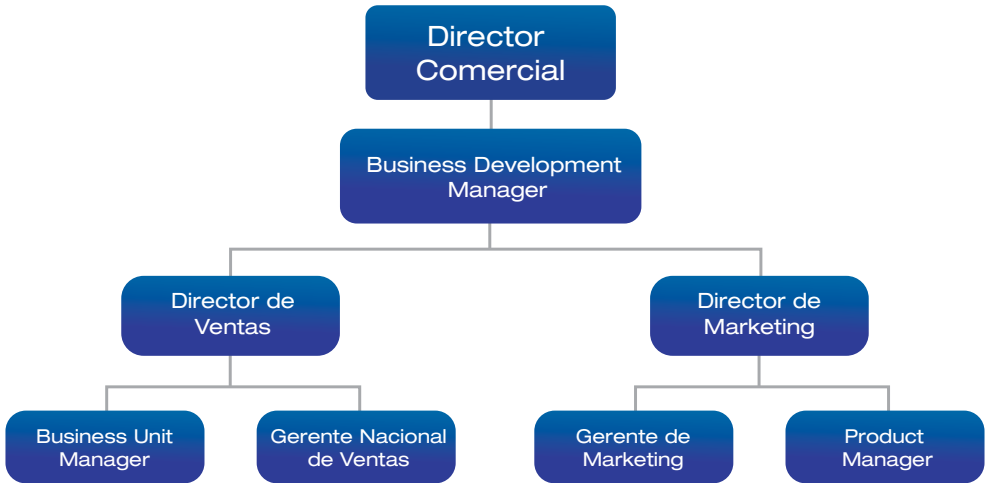 Director
Comercial
Business Development
Manager
Director de
Ventas
Director de
Marketing
Business Unit
Manager
Gerente Nacional
de Ventas
Gerente de
Marketing
Product
Manager